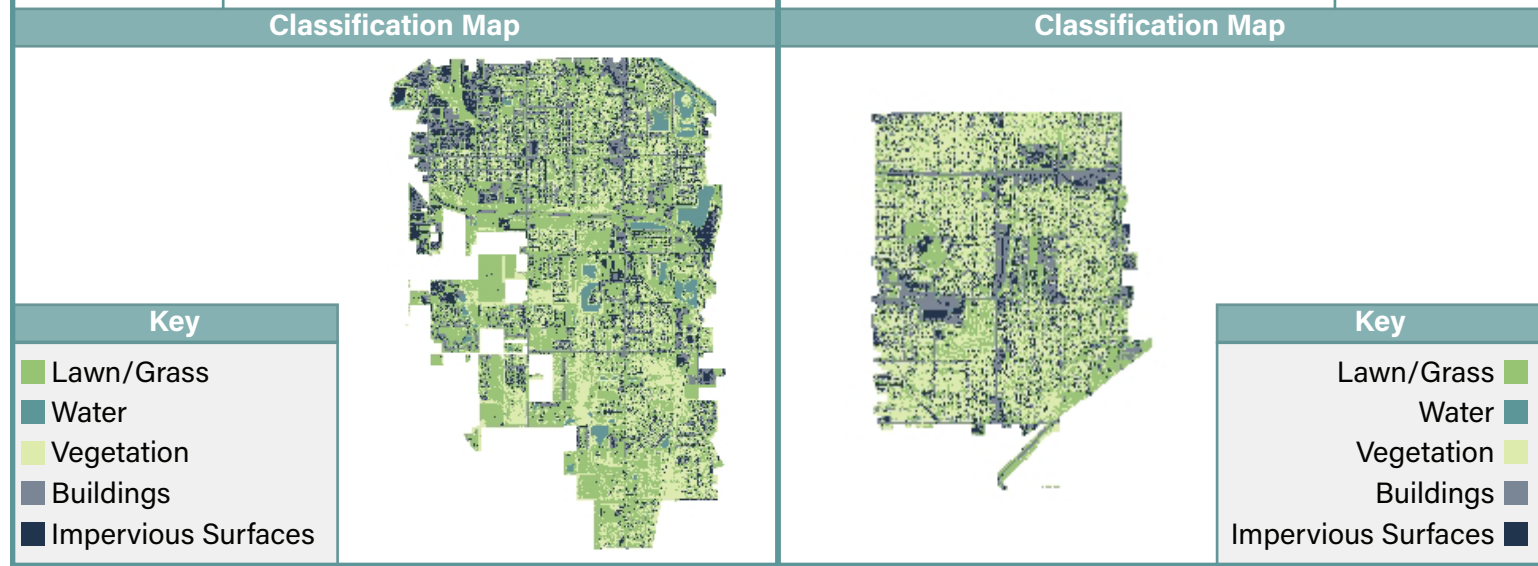 Classification Map
Key
Lawn/Grass
Water
Vegetation
Buildings
Impervious Surfaces
Classification Map
Key
Lawn/Grass
Water
Vegetation
Buildings
Impervious Surfaces